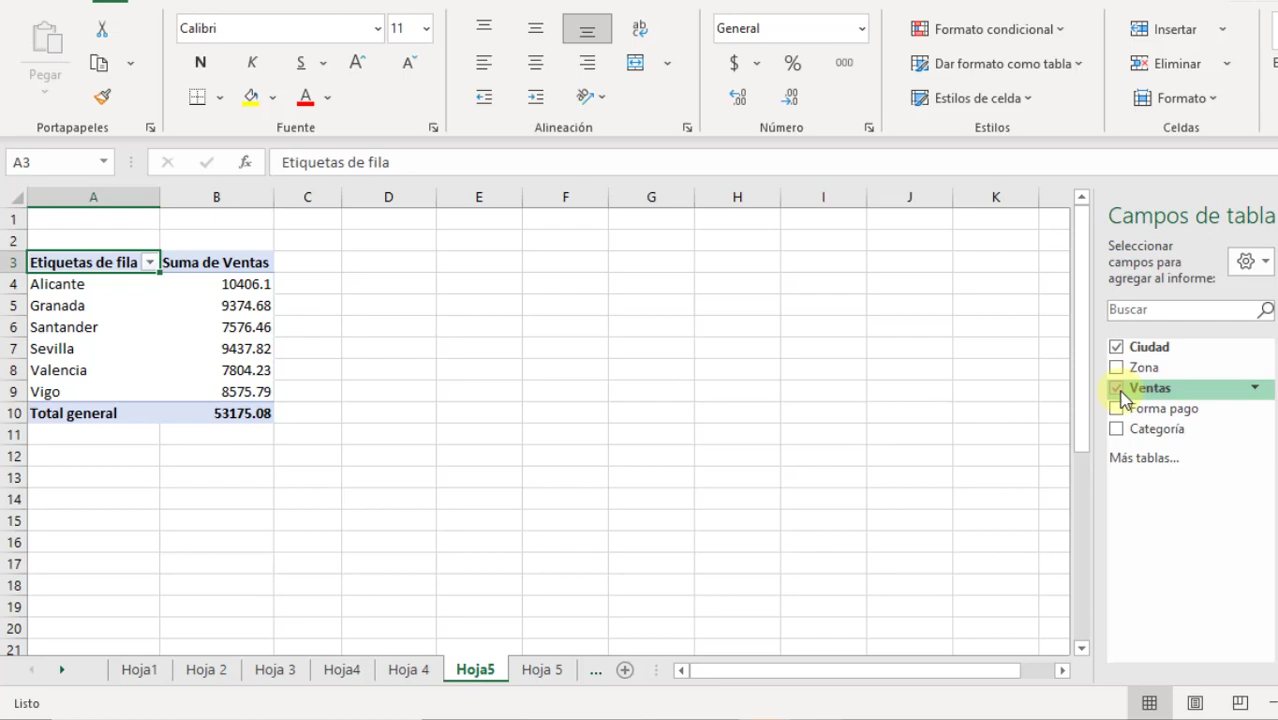 Calibri 11 General Formato condicional Insertar
Pegar N K S A A $ % 000 Dar formato como tabla Eliminar
A Estilos de celda Formato
Portapapeles Fuente Alineación Número Estilos Celdas
A3 fx Etiquetas de fila
A B C D E F G H I J K
1
2
3 Etiquetas de fila Suma de Ventas
4 Alicante 10406.1
5 Granada 9374.68
6 Santander 7576.46
7 Sevilla 9437.82
8 Valencia 7804.23
9 Vigo 8575.79
10 Total general 53175.08
11
12
13
14
15
16
17
18
19
20
21
Campos de tabla
Seleccionar
campos para
agregar al informe:
Buscar
Ciudad
Zona
Ventas
Forma pago
Categoría
Más tablas...
Hoja1 Hoja 2 Hoja 3 Hoja4 Hoja 4 Hoja5 Hoja 5 ...
Listo